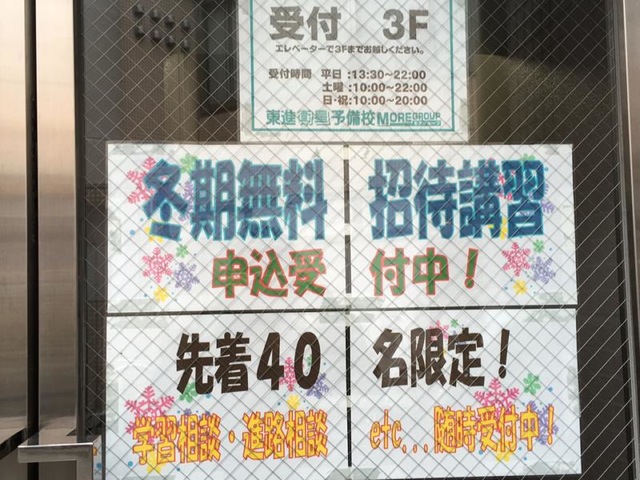 受付 3F
エレベーターで3Fまでお越しください。
受付時間 平日:13:30~22:00
土曜:10:00~22:00
日・祝:10:00~20:00
東進衛星予備校 MOREGROUP
冬期無料招待講習
申込受付中!
先着40名限定!
学習相談・進路相談etc...随時受付中!